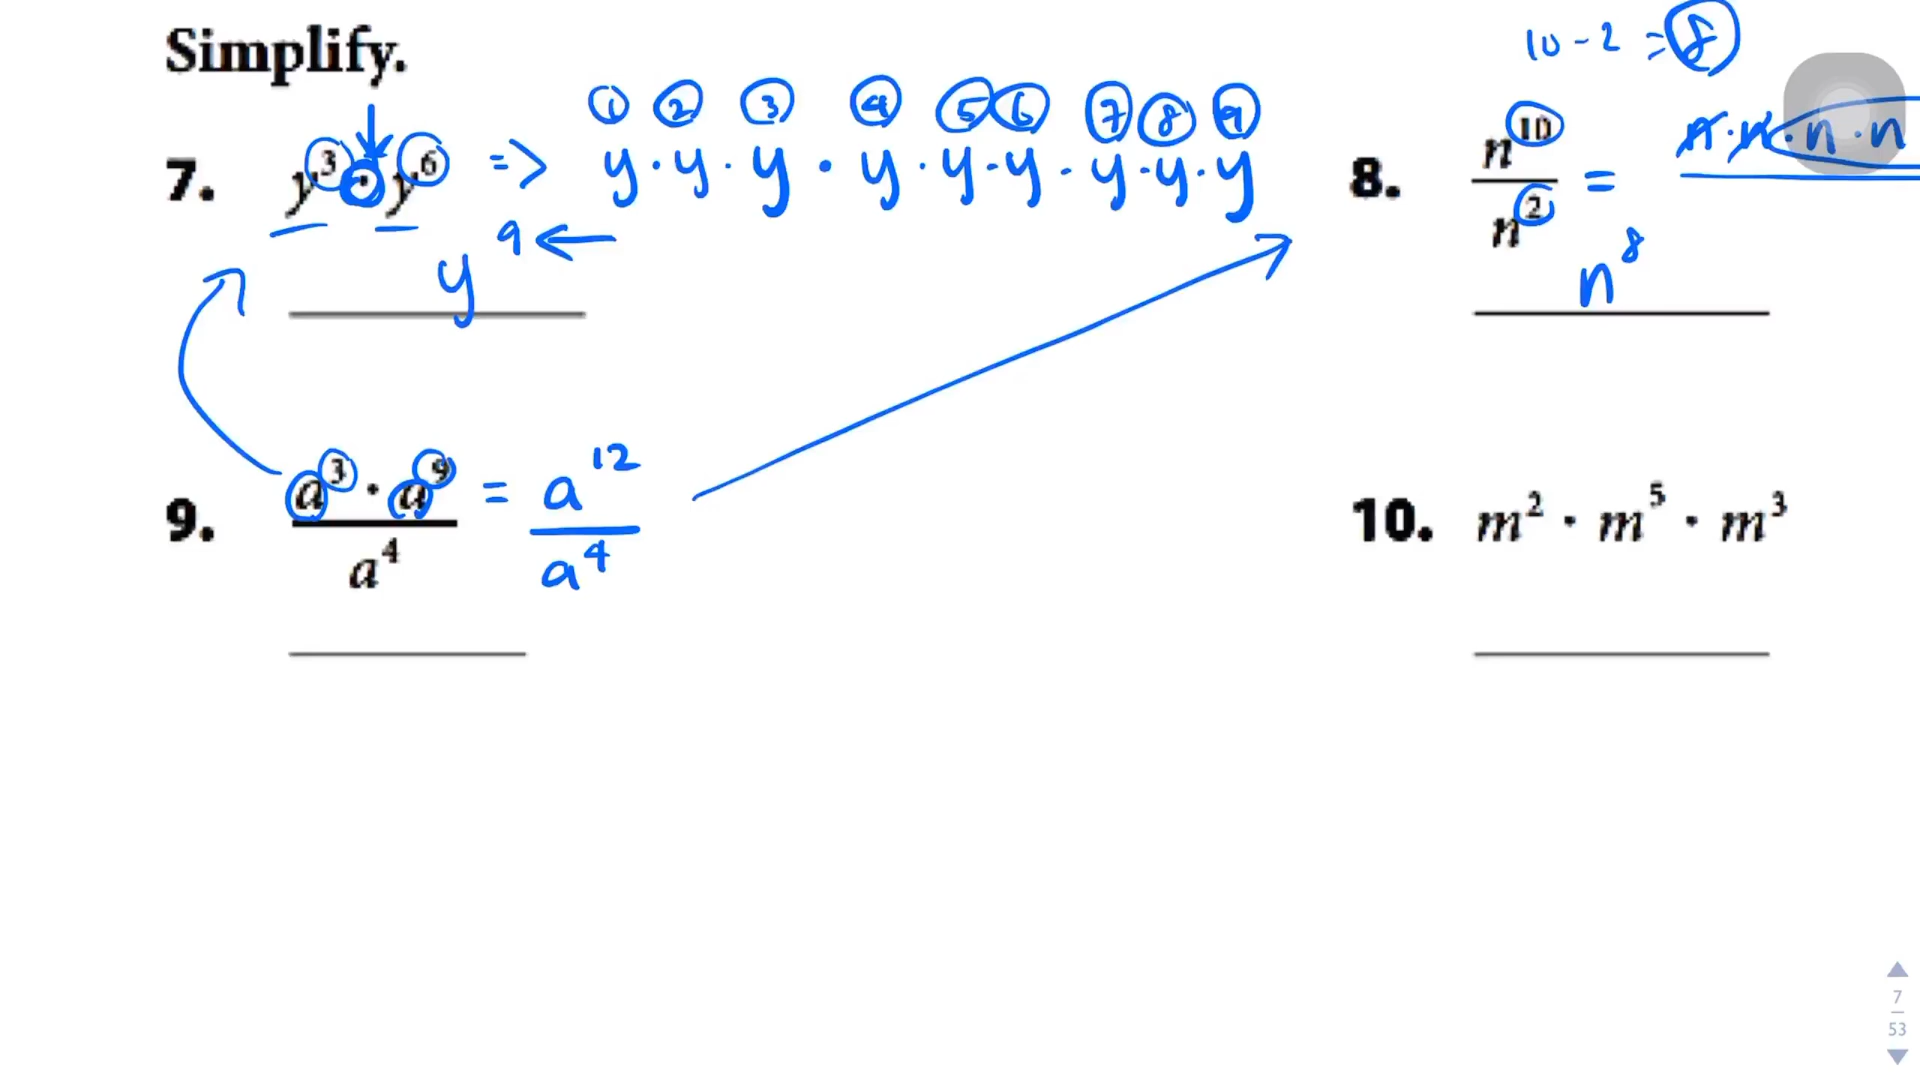 Simplify.
10 - 2 = 8
① ② ③ ④ ⑤ ⑥ ⑦ ⑧ ⑨
7. y³ · y⁶ => y · y · y · y · y · y · y · y · y
y⁹ ←
8. n¹⁰/n² = n · n · n · n
n⁸
9. a³ · a⁹/a⁴ = a¹²/a⁴
10. m² · m⁵ · m³
7
53